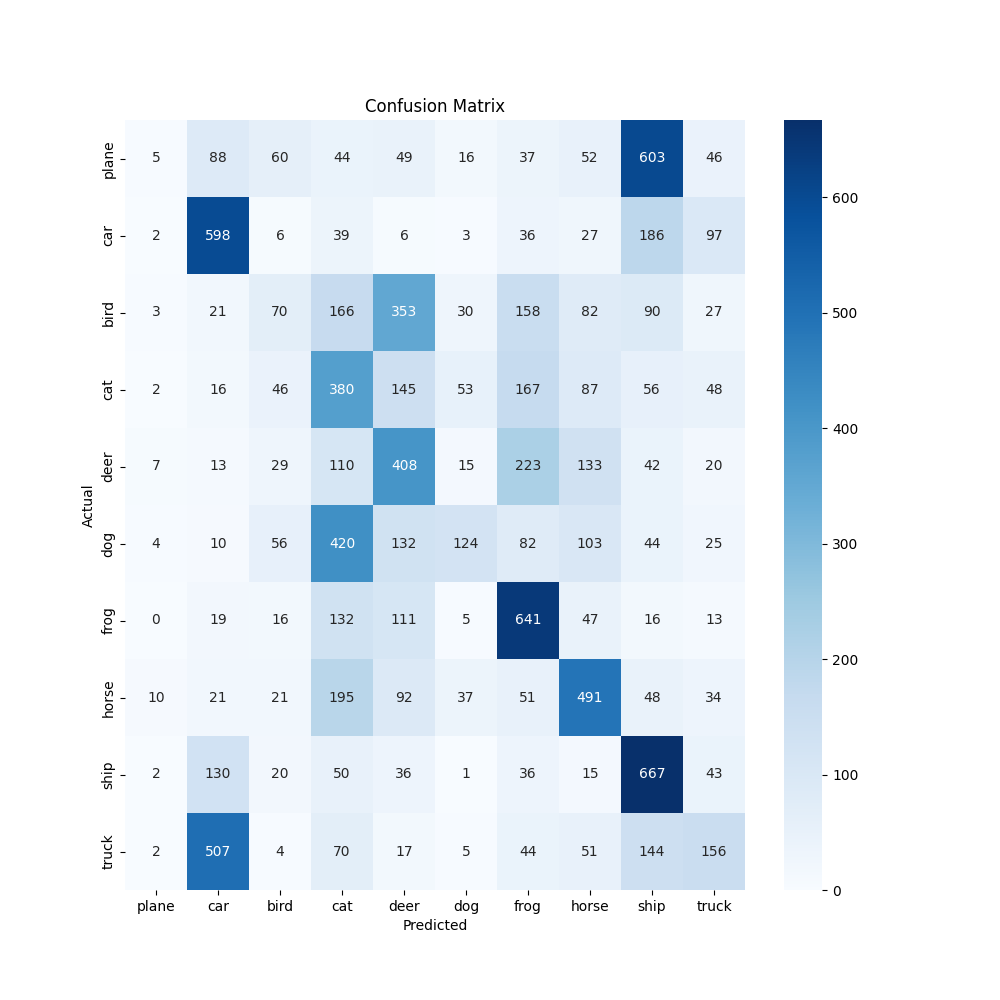 Confusion Matrix
plane 5 88 60 44 49 16 37 52 603 46
car 2 598 6 39 6 3 36 27 186 97
bird 3 21 70 166 353 30 158 82 90 27
cat 2 16 46 380 145 53 167 87 56 48
deer 7 13 29 110 408 15 223 133 42 20
dog 4 10 56 420 132 124 82 103 44 25
frog 0 19 16 132 111 5 641 47 16 13
horse 10 21 21 195 92 37 51 491 48 34
ship 2 130 20 50 36 1 36 15 667 43
truck 2 507 4 70 17 5 44 51 144 156
plane car bird cat deer dog frog horse ship truck
Predicted
Actual
600
500
400
300
200
100
0